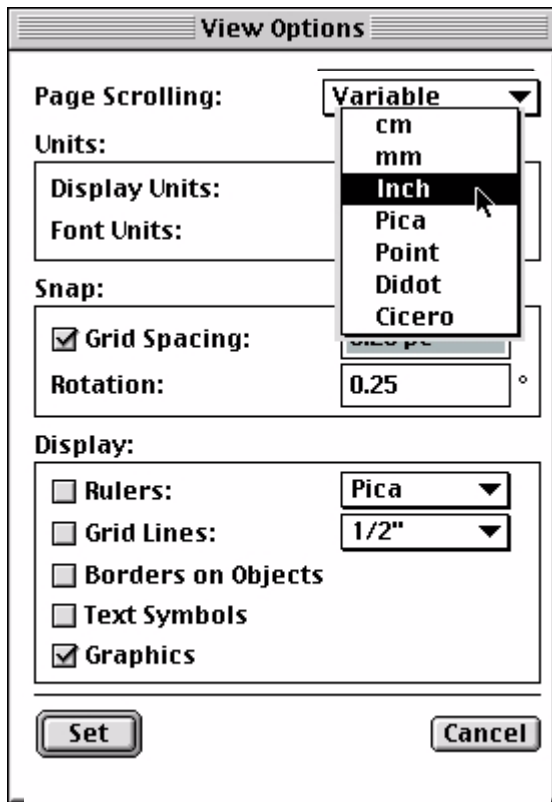 View Options
Page Scrolling: Variable
cm
Units:
mm
Display Units: Inch
Font Units: Pica
Point
Snap: Didot
Cicero
Grid Spacing:
Rotation: 0.25 °
Display:
Rulers: Pica
Grid Lines: 1/2"
Borders on Objects
Text Symbols
Graphics
Set Cancel